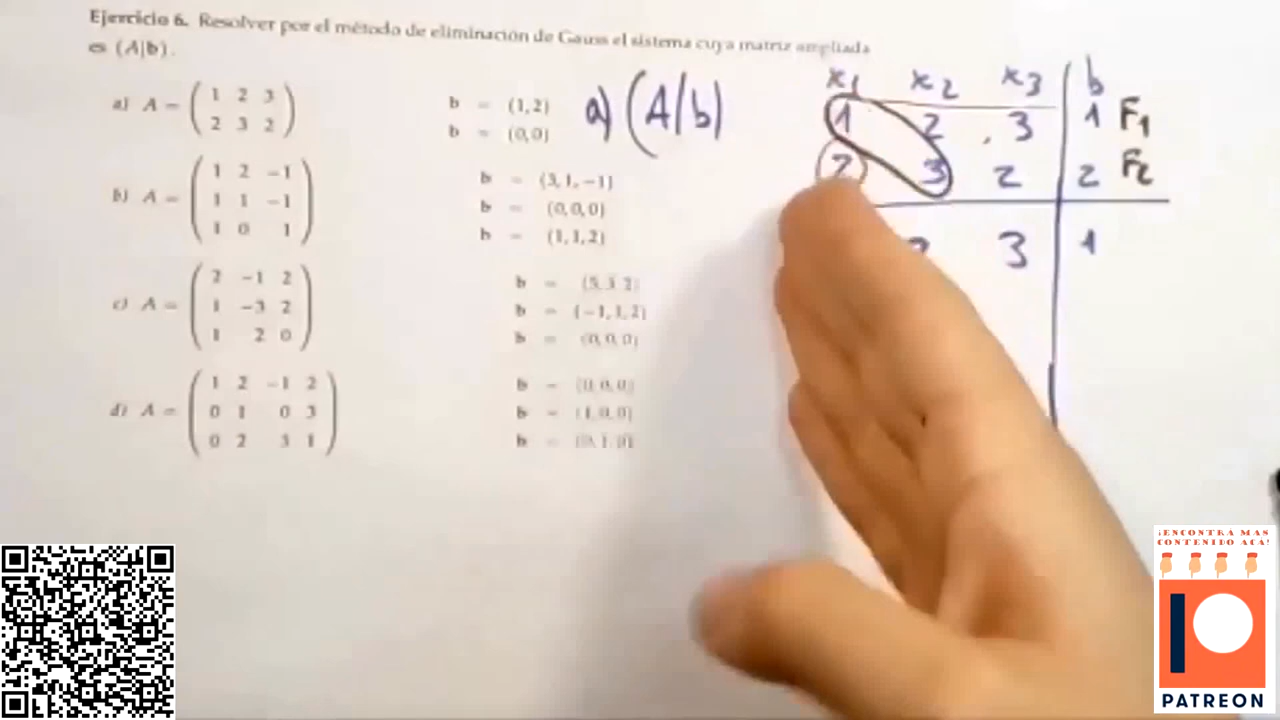 Ejercicio 6. Resolver por el método de eliminación de Gauss el sistema cuya matriz ampliada
es (A|b).
a) A = ( 1 2 3
2 3 2 )
b = (1,2)
b = (0,0)
b) A = ( 1 2 −1
1 1 −1
1 0 1 )
b = (3,1,−1)
b = (0,0,0)
b = (1,1,2)
c) A = ( 2 −1 2
1 −3 2
1 2 0 )
b = (5,3,2)
b = (−1,1,2)
b = (0,0,0)
d) A = ( 1 2 −1 2
0 1 0 3
0 2 3 1 )
b = (0,0,0)
b = (1,0,0)
b = (0,1,0)
a) (A|b)
x1 x2 x3 b
1 2 3 1 F1
2 3 2 2 F2
3 1
¡ENCONTRA MAS
CONTENIDO ACÁ!
PATREON